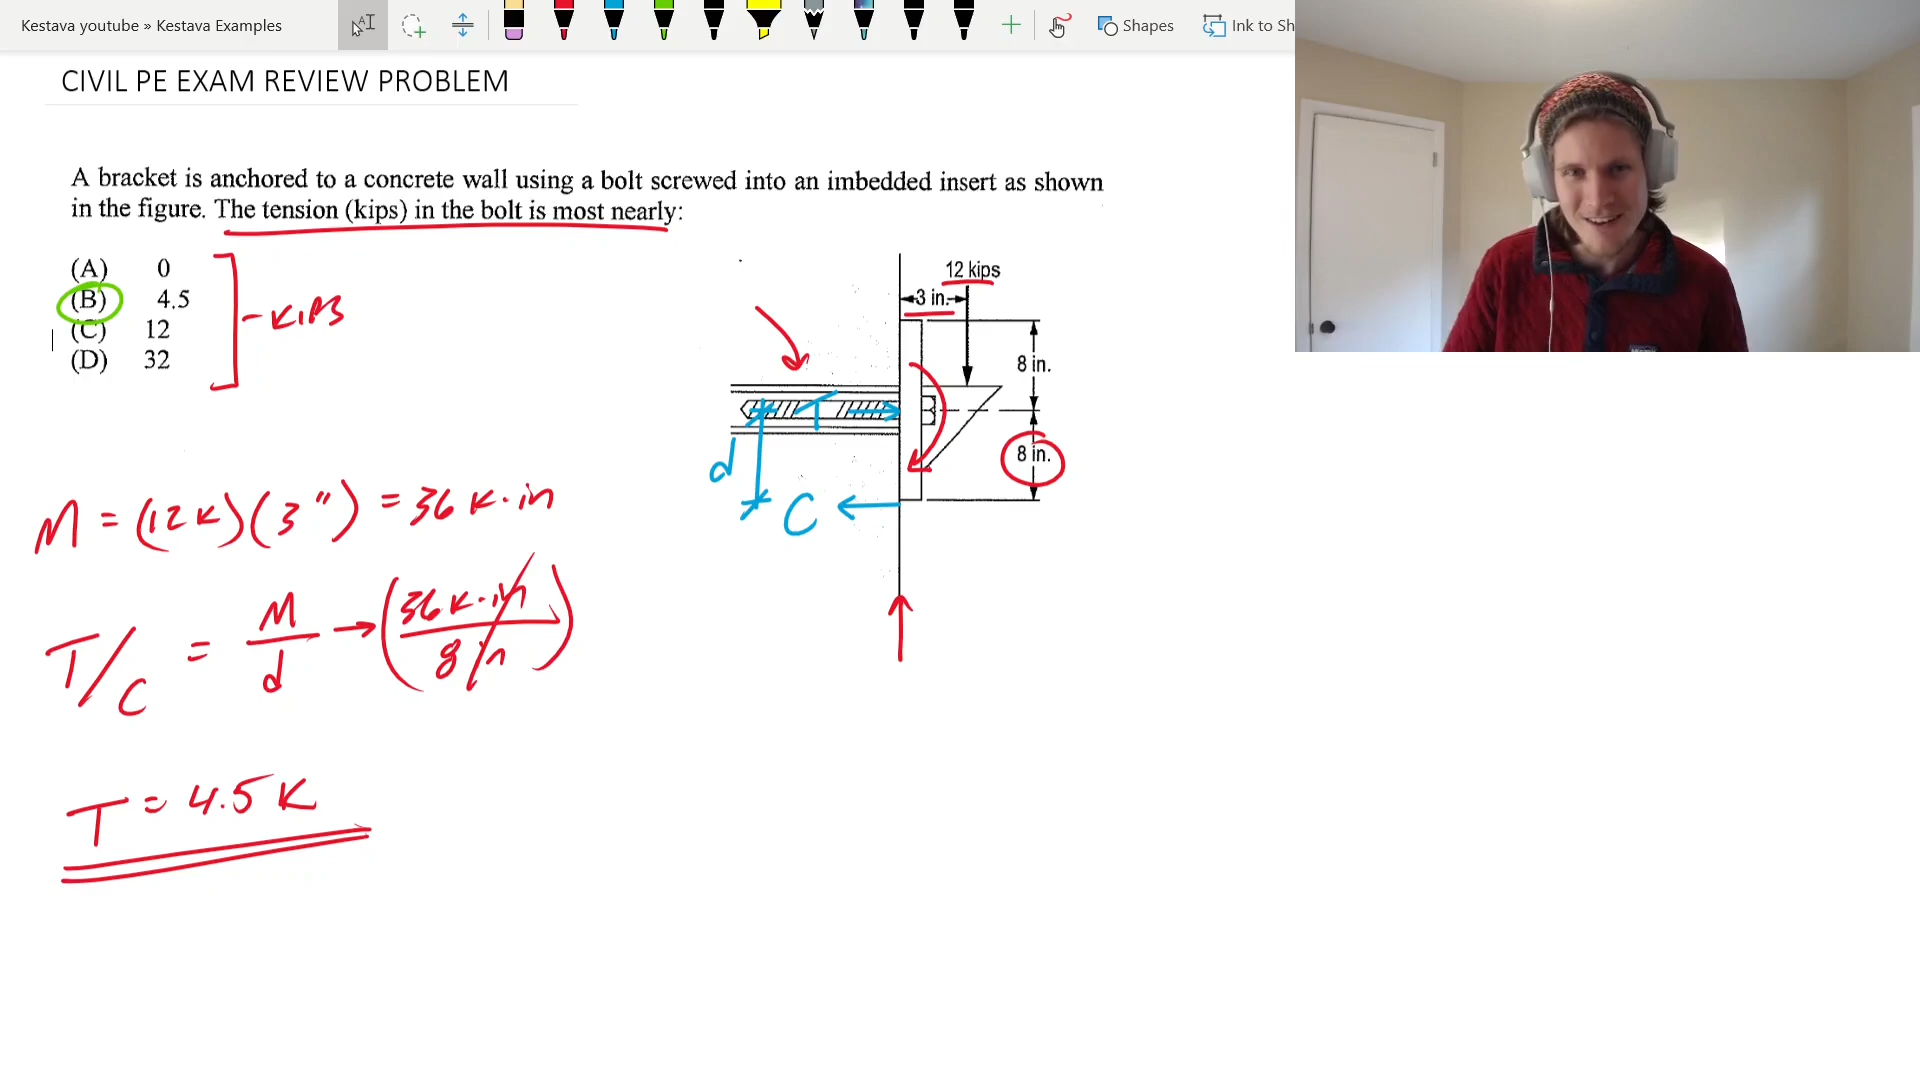 Kestava youtube » Kestava Examples
Shapes
Ink to Sh
CIVIL PE EXAM REVIEW PROBLEM
A bracket is anchored to a concrete wall using a bolt screwed into an imbedded insert as shown
in the figure. The tension (kips) in the bolt is most nearly:
(A) 0
(B) 4.5
(C) 12
(D) 32
- KIPS
12 kips
3 in.
8 in.
T
d
8 in.
C
M = (12K)(3") = 36 K·in
T/C = M/d → (36 K·in / 8 in)
T = 4.5 K